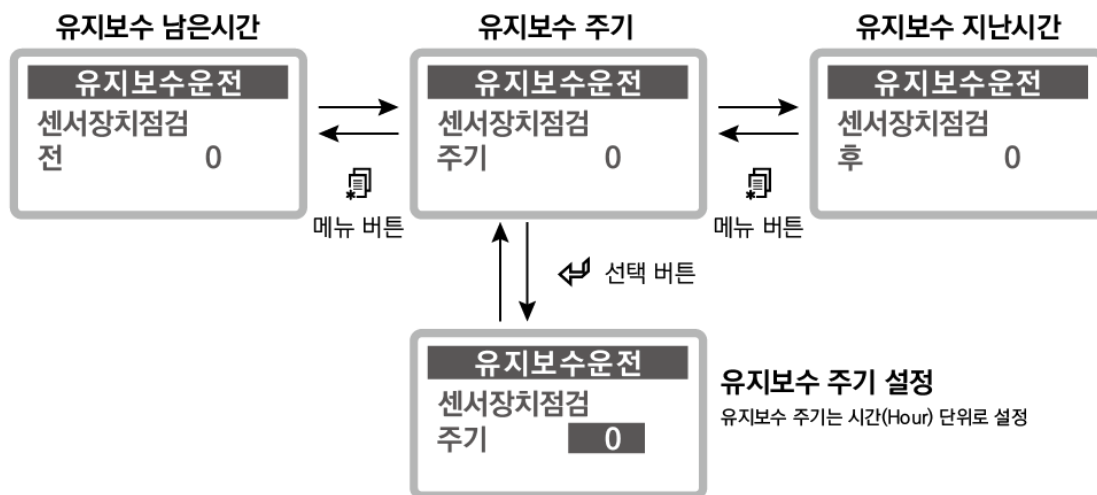 유지보수 남은시간
유지보수운전
센서장치점검
전 0
메뉴 버튼
유지보수 주기
유지보수운전
센서장치점검
주기 0
메뉴 버튼
유지보수 지난시간
유지보수운전
센서장치점검
후 0
선택 버튼
유지보수운전
센서장치점검
주기 0
유지보수 주기 설정
유지보수 주기는 시간(Hour) 단위로 설정